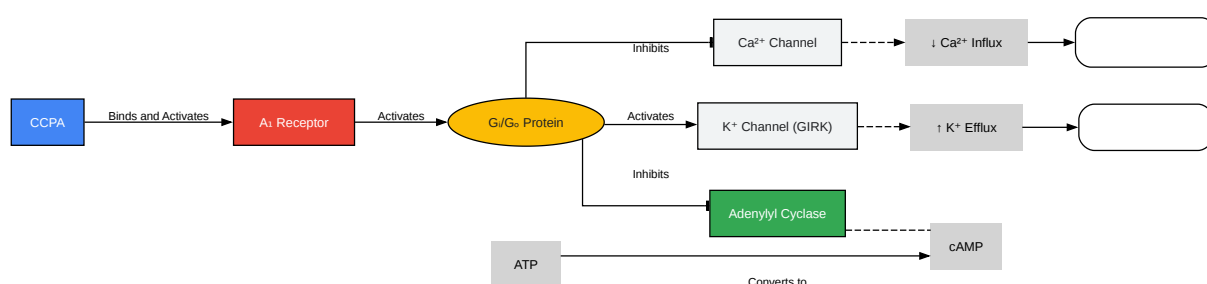 Inhibits
Ca²⁺ Channel
↓ Ca²⁺ Influx
CCPA
Binds and Activates
A₁ Receptor
Activates
Gᵢ/Gₒ Protein
Activates
K⁺ Channel (GIRK)
↑ K⁺ Efflux
Inhibits
Adenylyl Cyclase
ATP
cAMP
Converts to